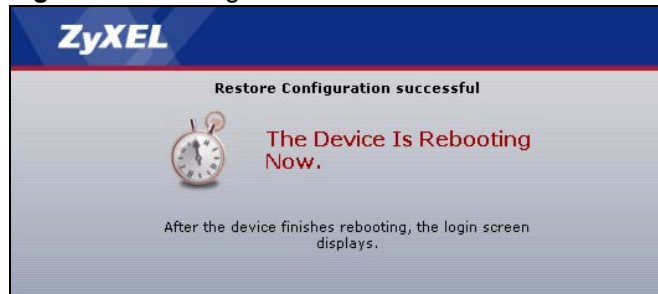 ZyXEL
Restore Configuration successful
The Device Is Rebooting
Now.
After the device finishes rebooting, the login screen
displays.